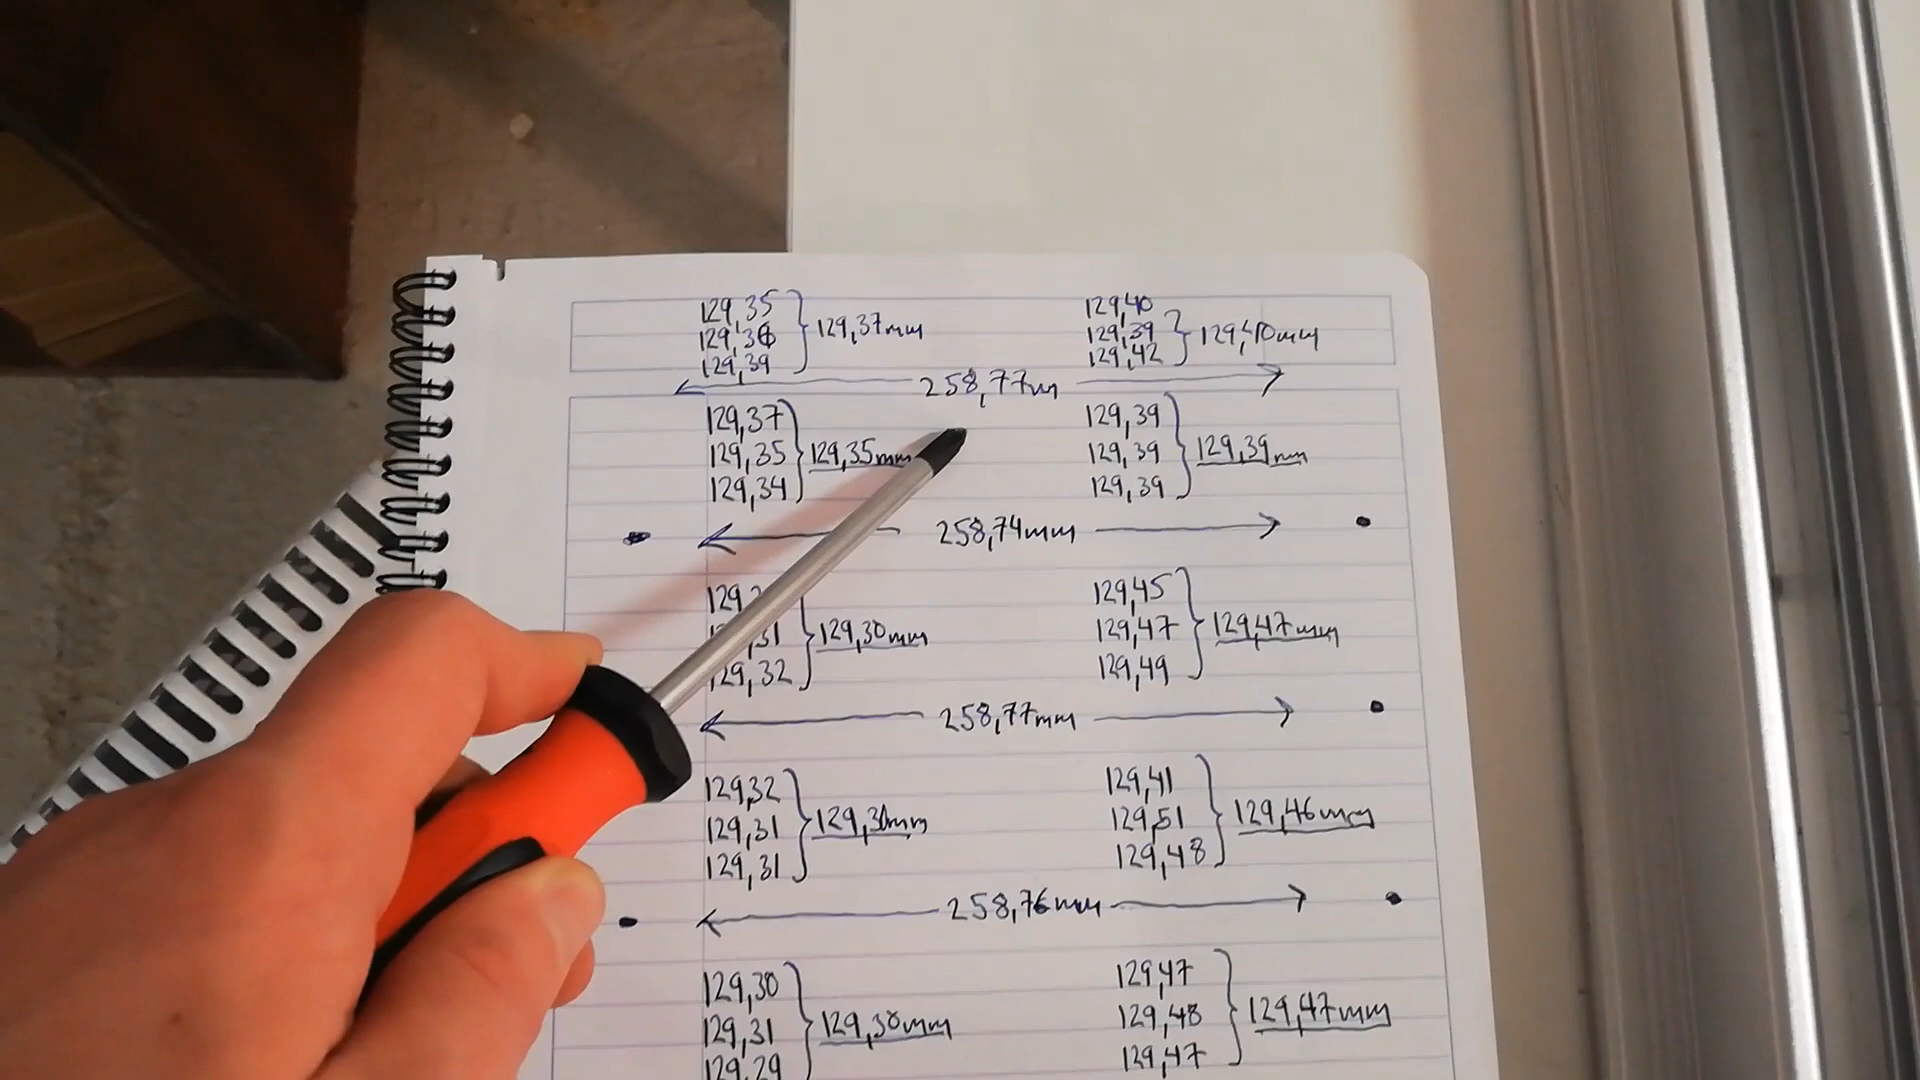 129,35
129,36 129,37mm
129,39
129,40
129,39 129,40mm
129,42
258,77m
129,37
129,35 129,35mm
129,34
129,39
129,39 129,39mm
129,39
258,74mm
129,30mm
129,32
129,45
129,47 129,47mm
129,49
258,77mm
129,32
129,31 129,30mm
129,31
129,41
129,51 129,46mm
129,48
258,76mm
129,30
129,31 129,30mm
129,29
129,47
129,48 129,47mm
129,47